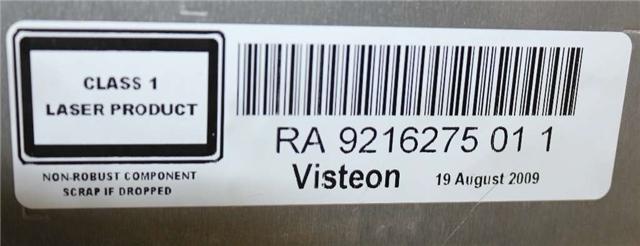 CLASS 1
LASER PRODUCT
NON-ROBUST COMPONENT
SCRAP IF DROPPED
RA 9216275 01 1
Visteon 19 August 2009